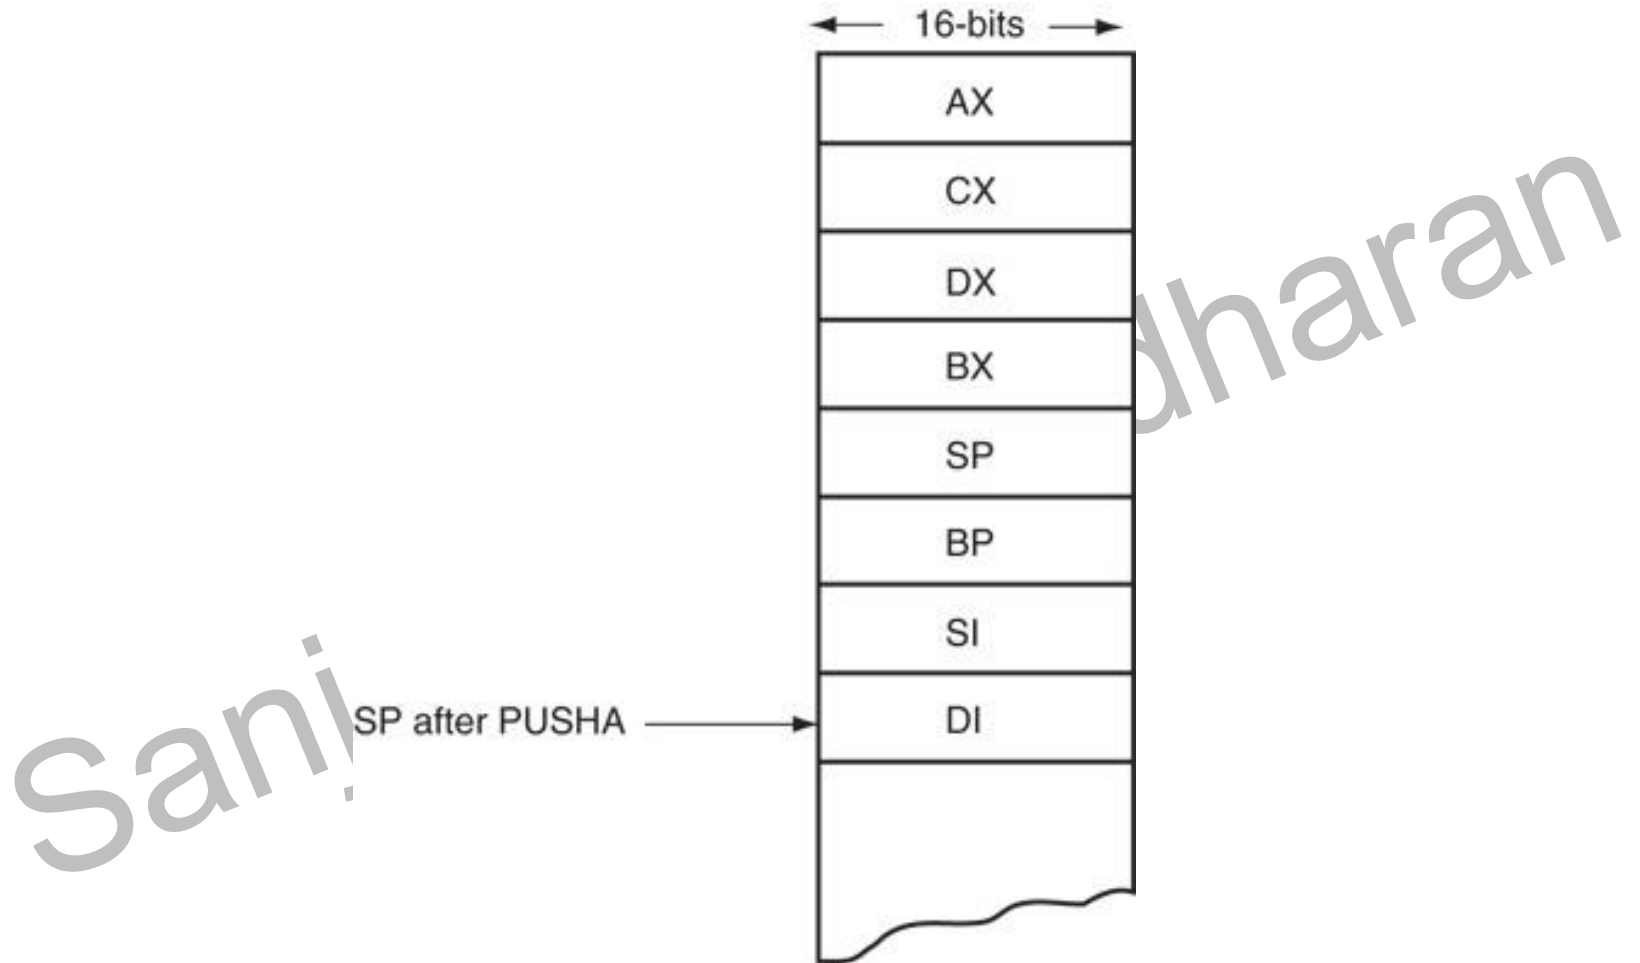 16-bits
AX
CX
DX
BX
SP
BP
SI
SP after PUSHA
DI